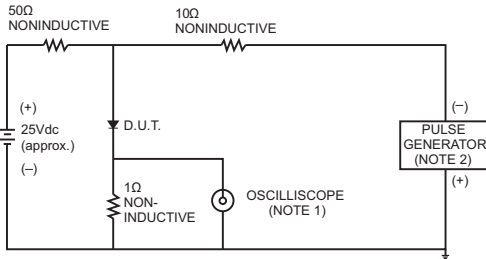 50Ω
NONINDUCTIVE
10Ω
NONINDUCTIVE
(+)
25Vdc
(approx.)
(–)
D.U.T.
1Ω
NON-
INDUCTIVE
OSCILLISCOPE
(NOTE 1)
(–)
PULSE
GENERATOR
(NOTE 2)
(+)